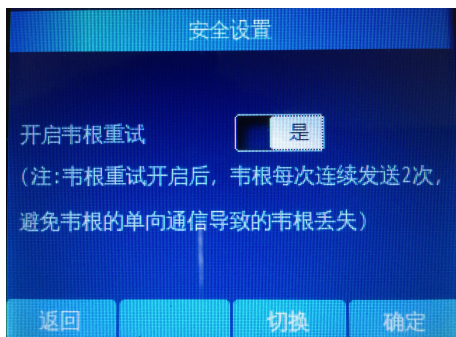 安全设置
开启韦根重试 是
(注:韦根重试开启后，韦根每次连续发送2次，
避免韦根的单向通信导致的韦根丢失)
返回 切换 确定